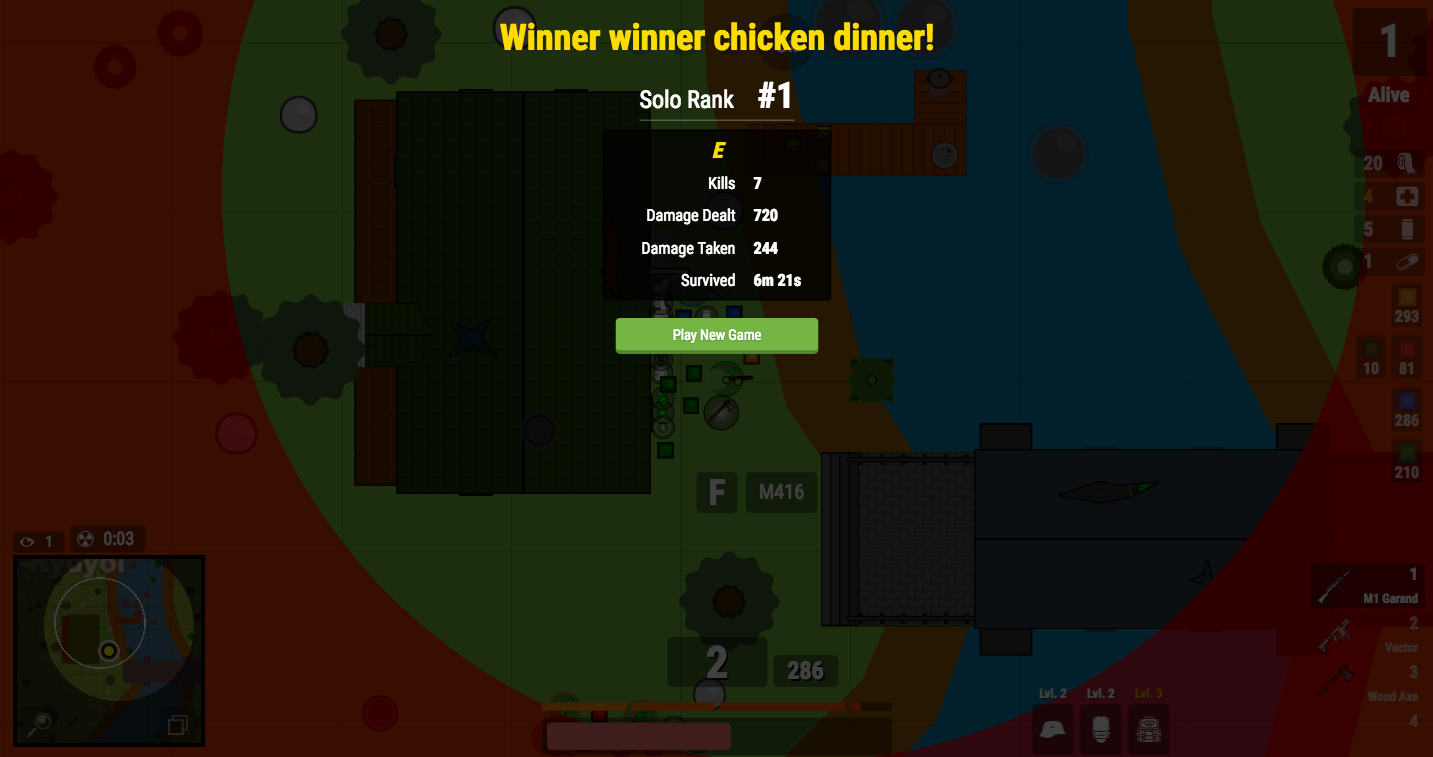 Winner winner chicken dinner!
Solo Rank #1
E
Kills 7
Damage Dealt 720
Damage Taken 244
Survived 6m 21s
Play New Game
1
Alive
20
4
5
1
293
10 81
286
210
F M416
1 0:03
2 286
Lvl. 2 Lvl. 2 Lvl. 3
1
M1 Garand
2
Vector
3
Wood Axe
4